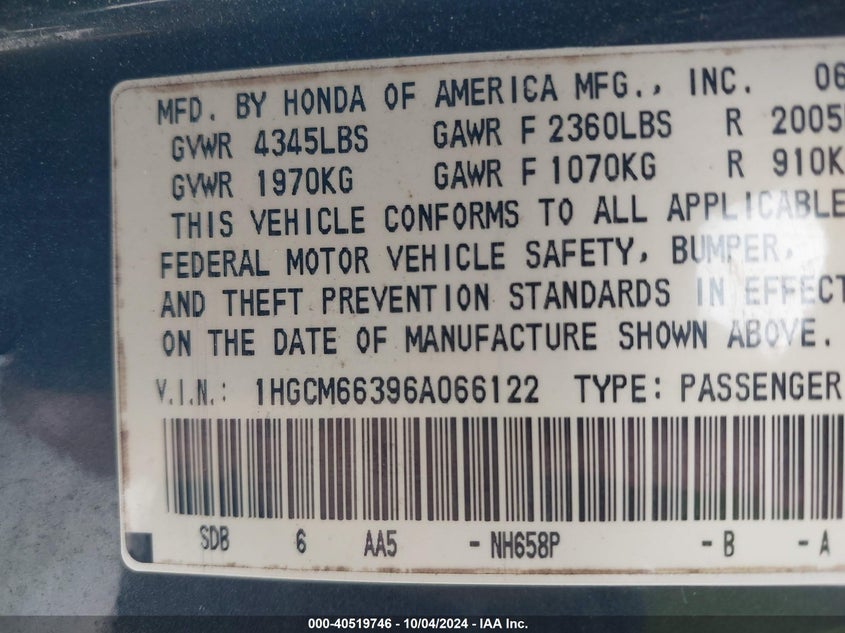 MFD. BY HONDA OF AMERICA MFG., INC. 06
GVWR 4345LBS GAWR F 2360LBS R 2005
GVWR 1970KG GAWR F 1070KG R 910K
THIS VEHICLE CONFORMS TO ALL APPLICABLE
FEDERAL MOTOR VEHICLE SAFETY, BUMPER,
AND THEFT PREVENTION STANDARDS IN EFFECT
ON THE DATE OF MANUFACTURE SHOWN ABOVE.
V.I.N.: 1HGCM66396A066122 TYPE: PASSENGER
SDB 6 AA5 -NH658P -B -A
000-40519746 - 10/04/2024 - IAA Inc.